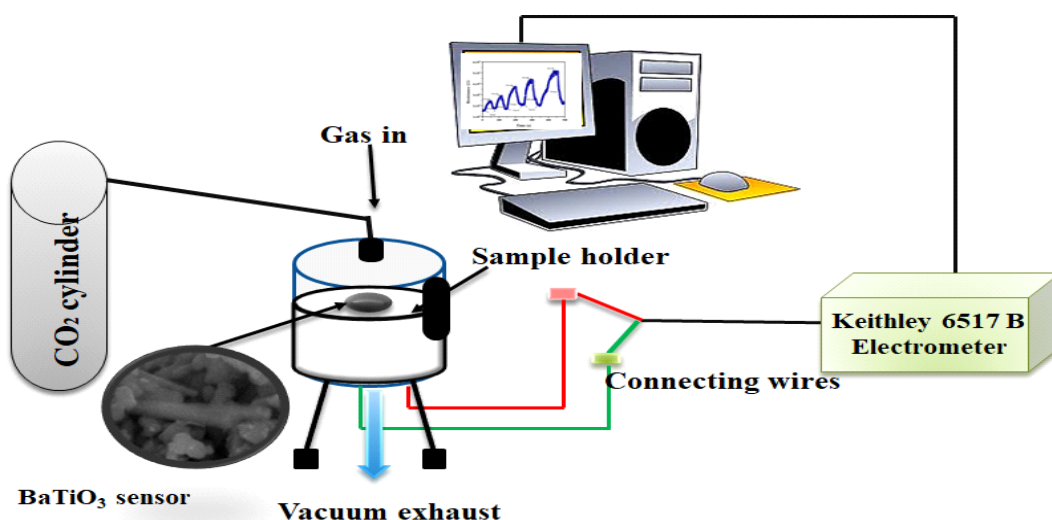 Gas in
CO₂ cylinder
Sample holder
Keithley 6517 B
Electrometer
Connecting wires
BaTiO₃ sensor
Vacuum exhaust